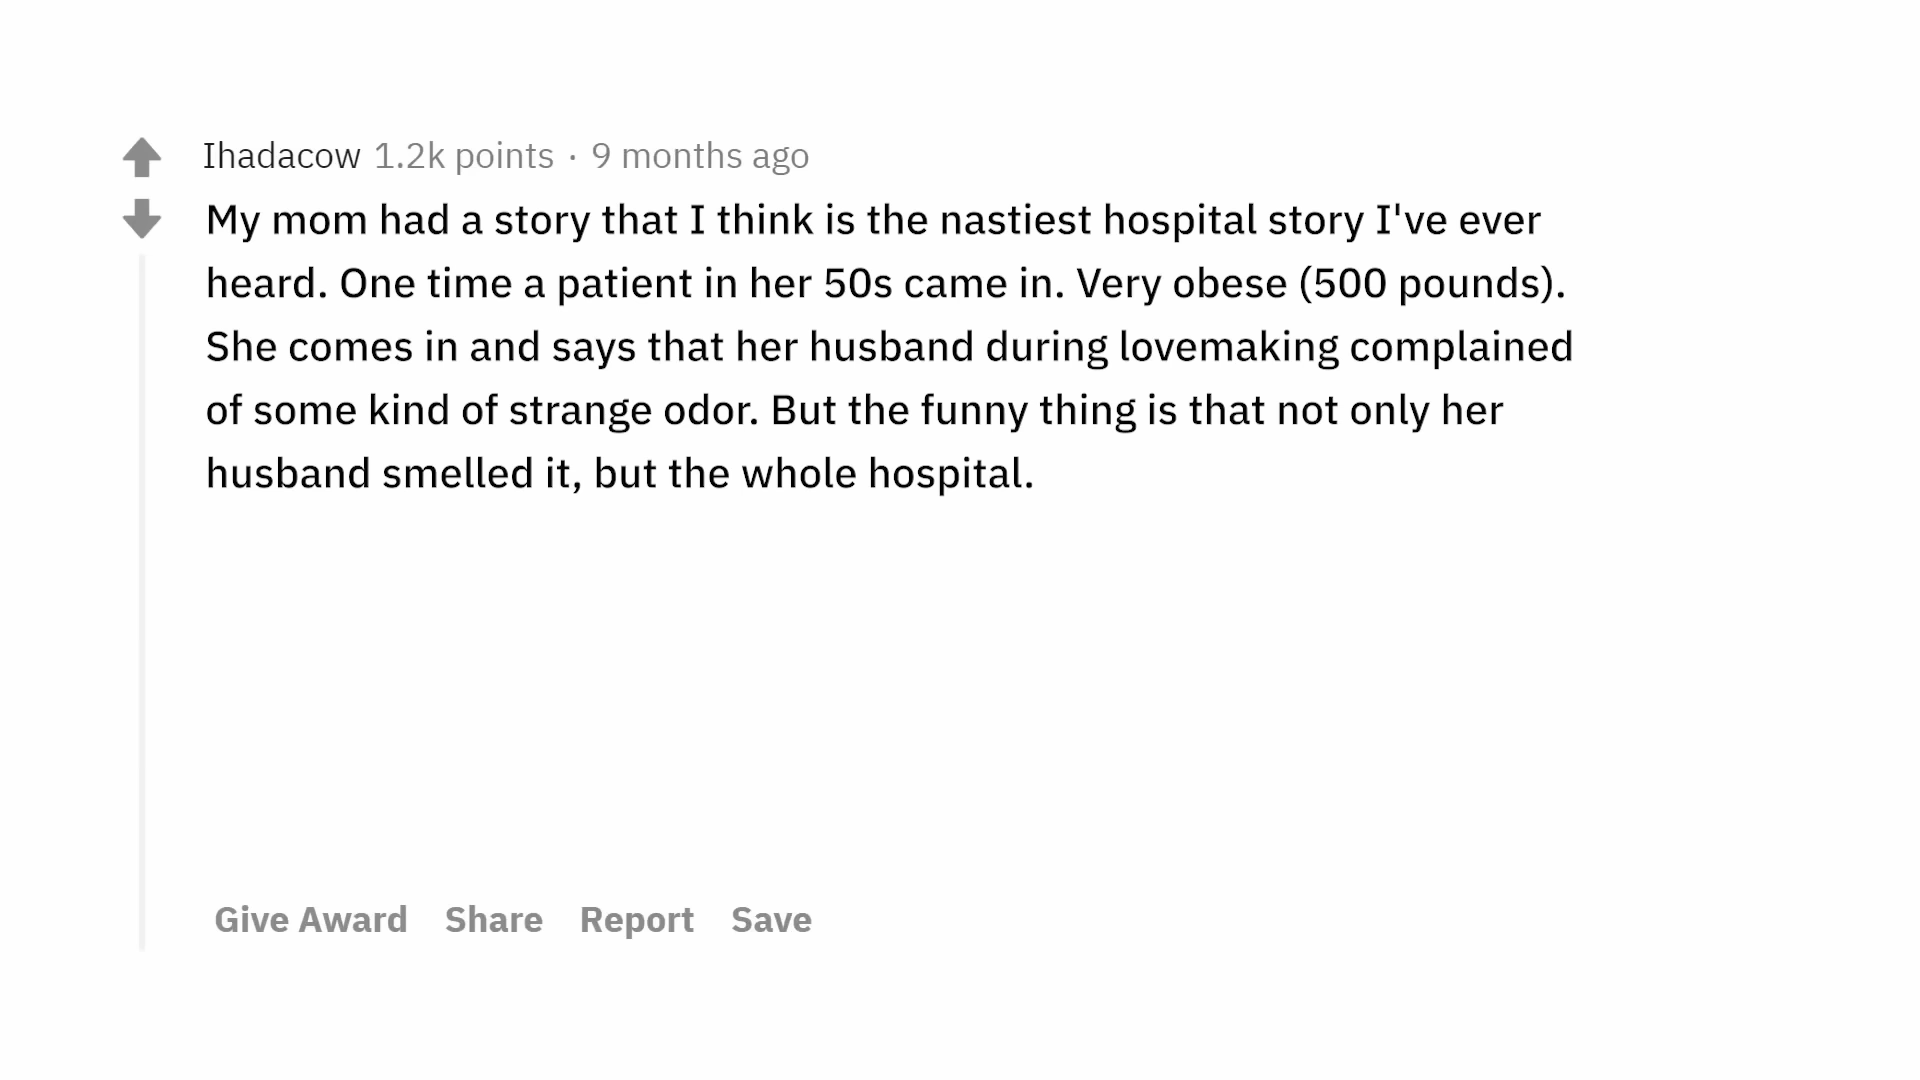 Ihadacow 1.2k points · 9 months ago
My mom had a story that I think is the nastiest hospital story I've ever
heard. One time a patient in her 50s came in. Very obese (500 pounds).
She comes in and says that her husband during lovemaking complained
of some kind of strange odor. But the funny thing is that not only her
husband smelled it, but the whole hospital.
Give Award Share Report Save